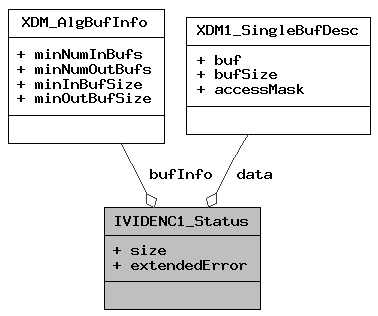 XDM_AlgBufInfo
+ minNumInBufs
+ minNumOutBufs
+ minInBufSize
+ minOutBufSize
XDM1_SingleBufDesc
+ buf
+ bufSize
+ accessMask
bufInfo
data
IVIDENC1_Status
+ size
+ extendedError